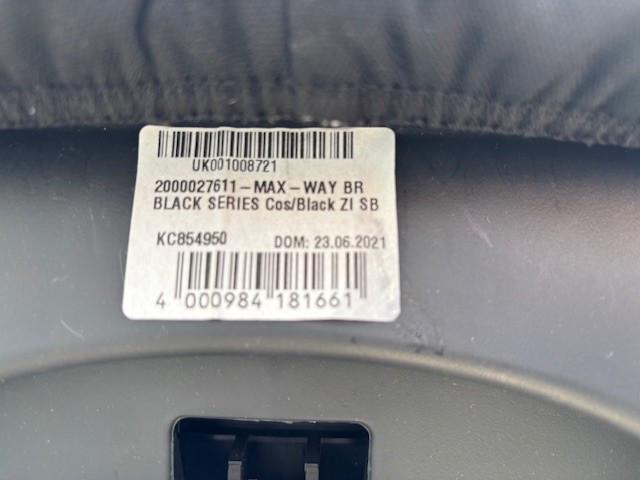 UK001008721
2000027611-MAX-WAY BR
BLACK SERIES Cos/Black ZI SB
KC854950 DOM: 23.06.2021
4 000984 181661